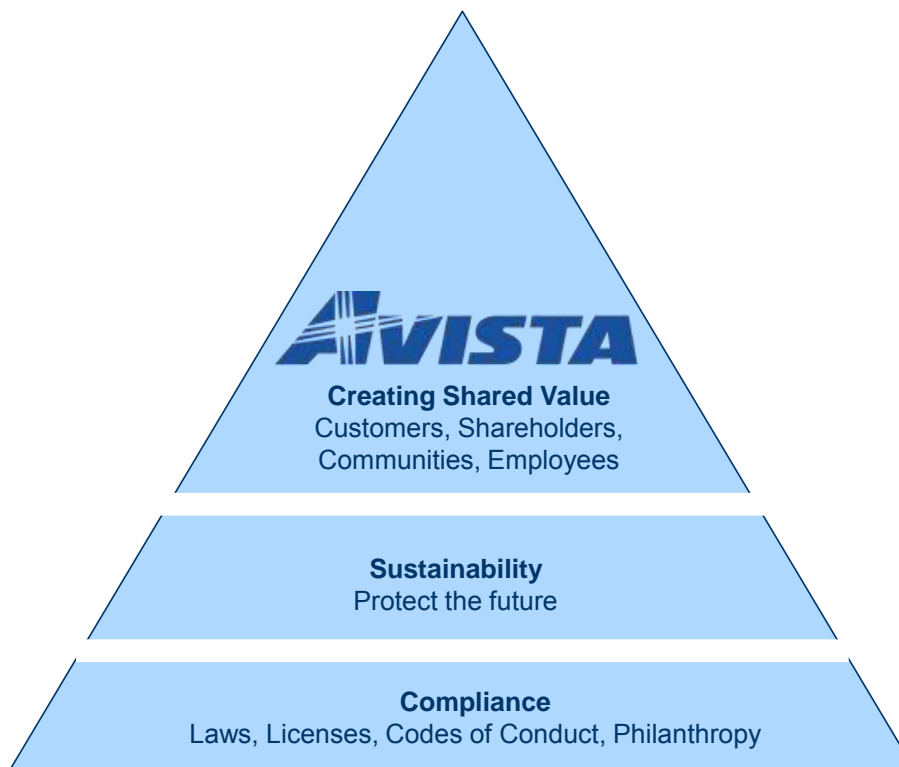 AVISTA
Creating Shared Value
Customers, Shareholders,
Communities, Employees
Sustainability
Protect the future
Compliance
Laws, Licenses, Codes of Conduct, Philanthropy